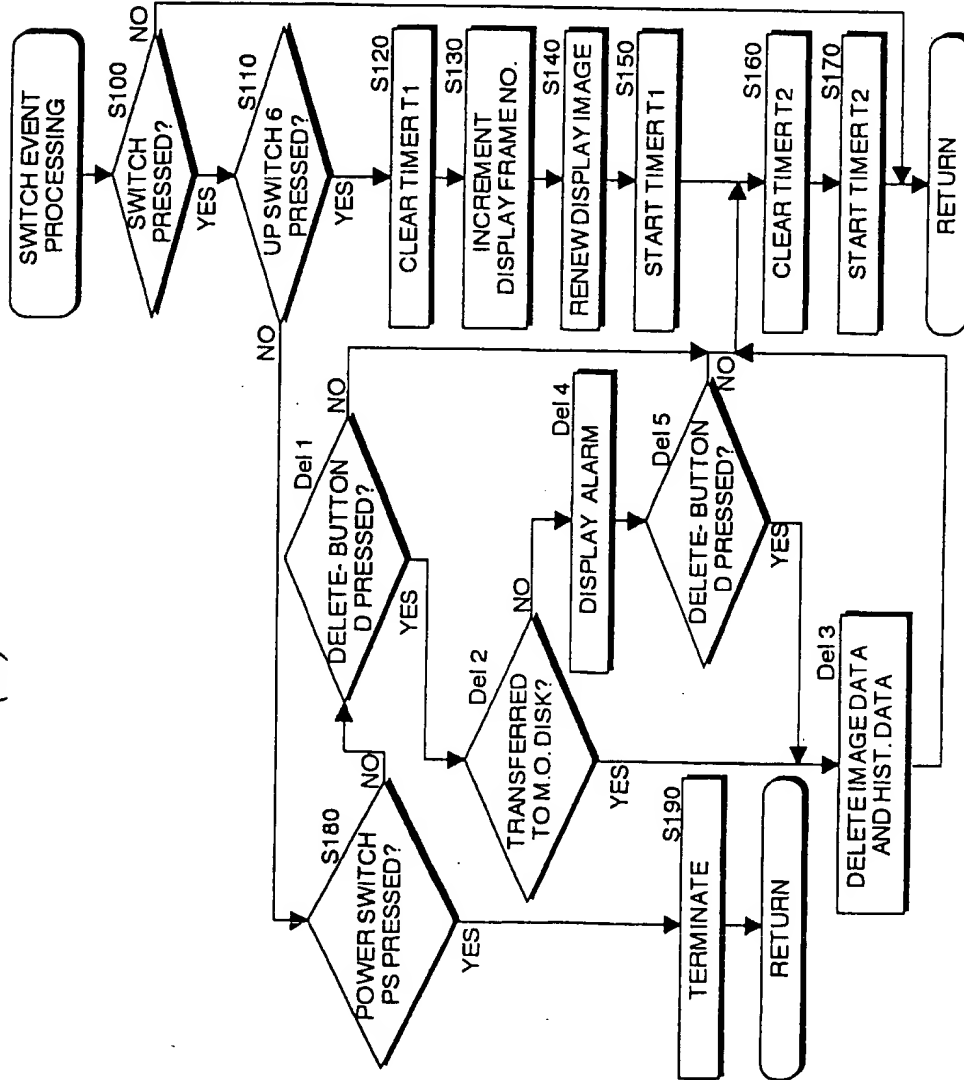 SWITCH EVENT
PROCESSING
S100
SWITCH
PRESSED?
NO
YES
S110
UP SWITCH 6
PRESSED?
NO
YES
S120
CLEAR TIMER T1
S130
INCREMENT
DISPLAY FRAME NO.
S140
RENEW DISPLAY IMAGE
S150
START TIMER T1
S160
CLEAR TIMER T2
S170
START TIMER T2
RETURN
Del 1
DELETE- BUTTON
D PRESSED?
NO
YES
Del 2
TRANSFERRED
TO M.O. DISK?
NO
YES
Del 4
DISPLAY ALARM
Del 5
DELETE- BUTTON
D PRESSED?
NO
YES
Del 3
DELETE IMAGE DATA
AND HIST. DATA
S180
POWER SWITCH
PS PRESSED?
NO
YES
S190
TERMINATE
RETURN